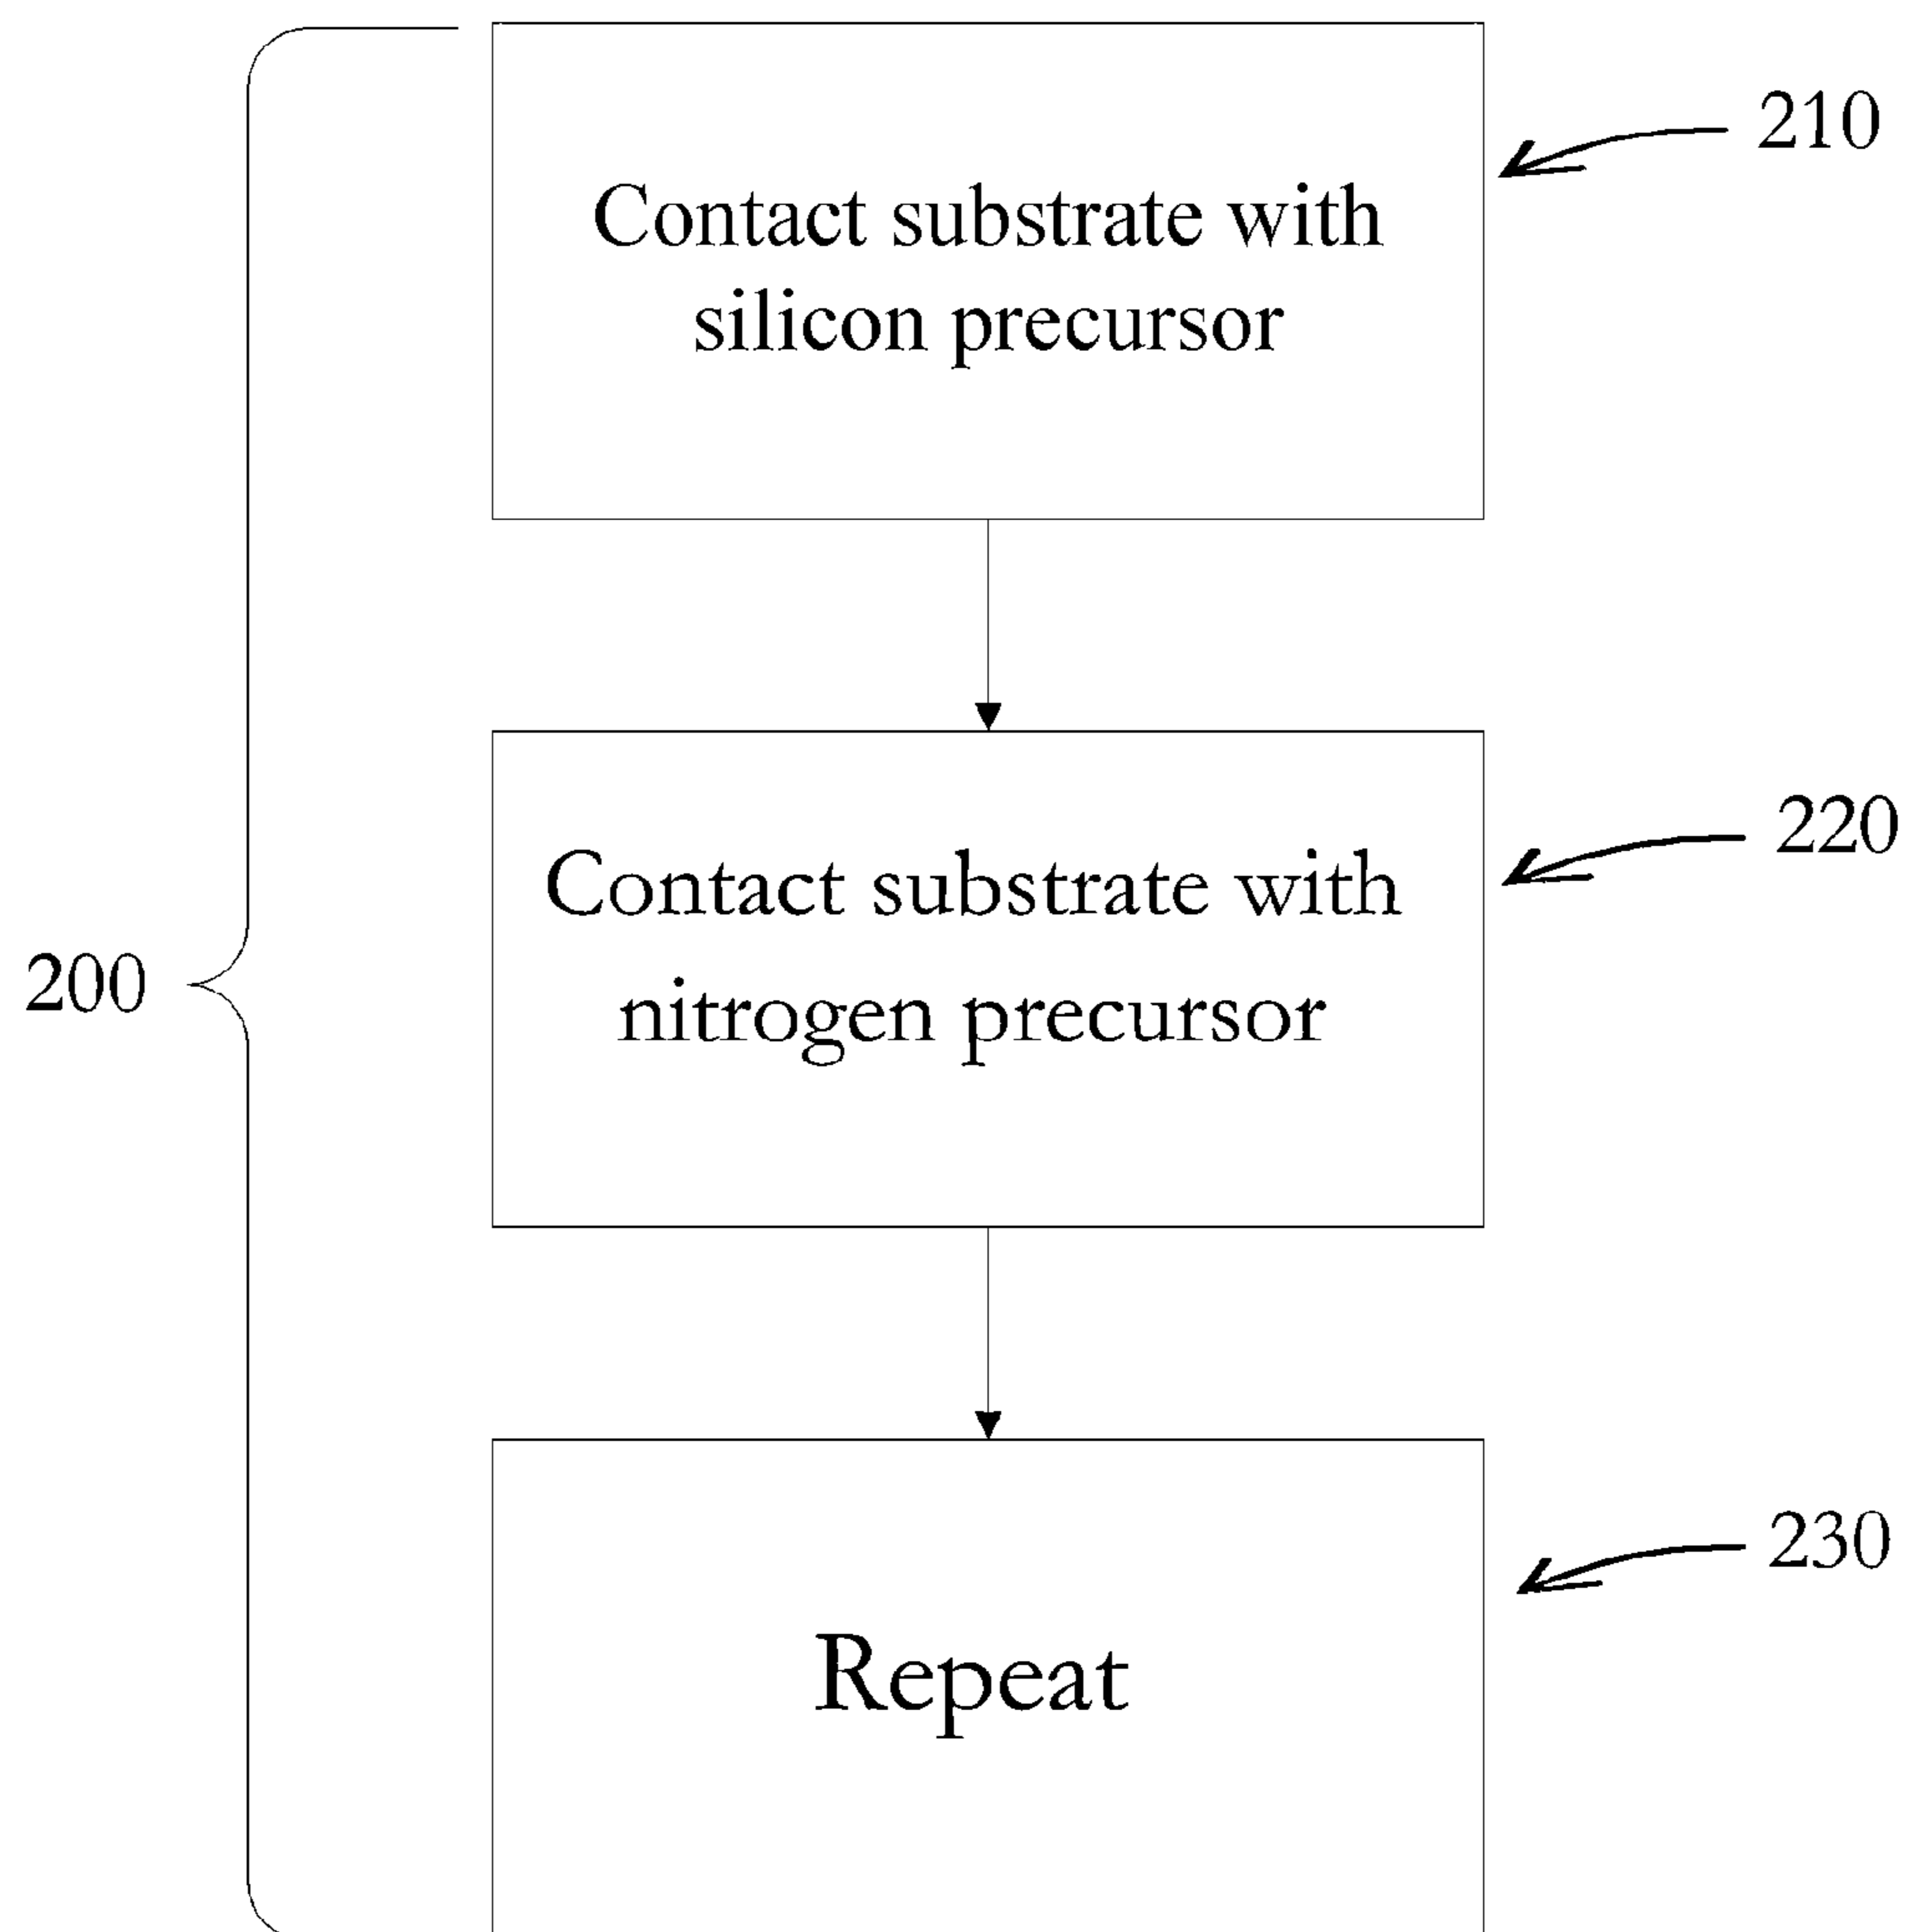 210
Contact substrate with
silicon precursor
220
Contact substrate with
nitrogen precursor
200
230
Repeat